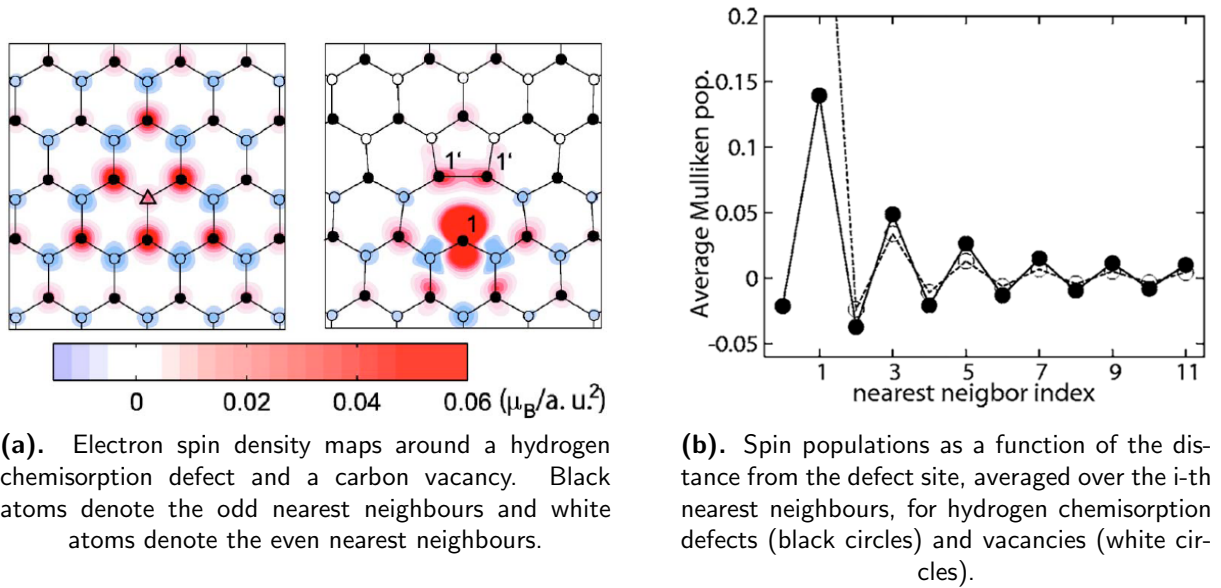 1'
1'
1
0
0.02
0.04
0.06 (μB/a. u.²)
(a). Electron spin density maps around a hydrogen
chemisorption defect and a carbon vacancy. Black
atoms denote the odd nearest neighbours and white
atoms denote the even nearest neighbours.
0.2
0.15
0.1
0.05
0
-0.05
Average Mulliken pop.
1
3
5
7
9
11
nearest neigbor index
(b). Spin populations as a function of the dis-
tance from the defect site, averaged over the i-th
nearest neighbours, for hydrogen chemisorption
defects (black circles) and vacancies (white cir-
cles).